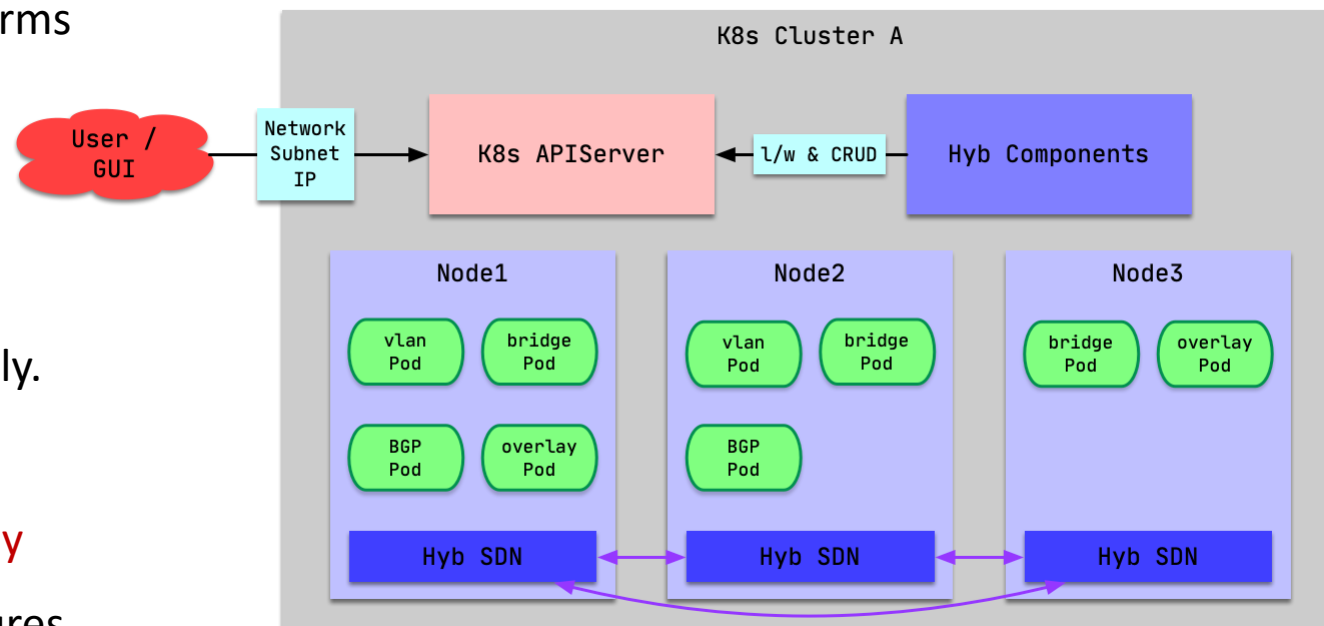 K8s Cluster A
User /
GUI
Network
Subnet
IP
K8s APIServer
l/w & CRUD
Hyb Components
Node1
vlan
Pod
bridge
Pod
BGP
Pod
overlay
Pod
Hyb SDN
Node2
vlan
Pod
bridge
Pod
BGP
Pod
Hyb SDN
Node3
bridge
Pod
overlay
Pod
Hyb SDN